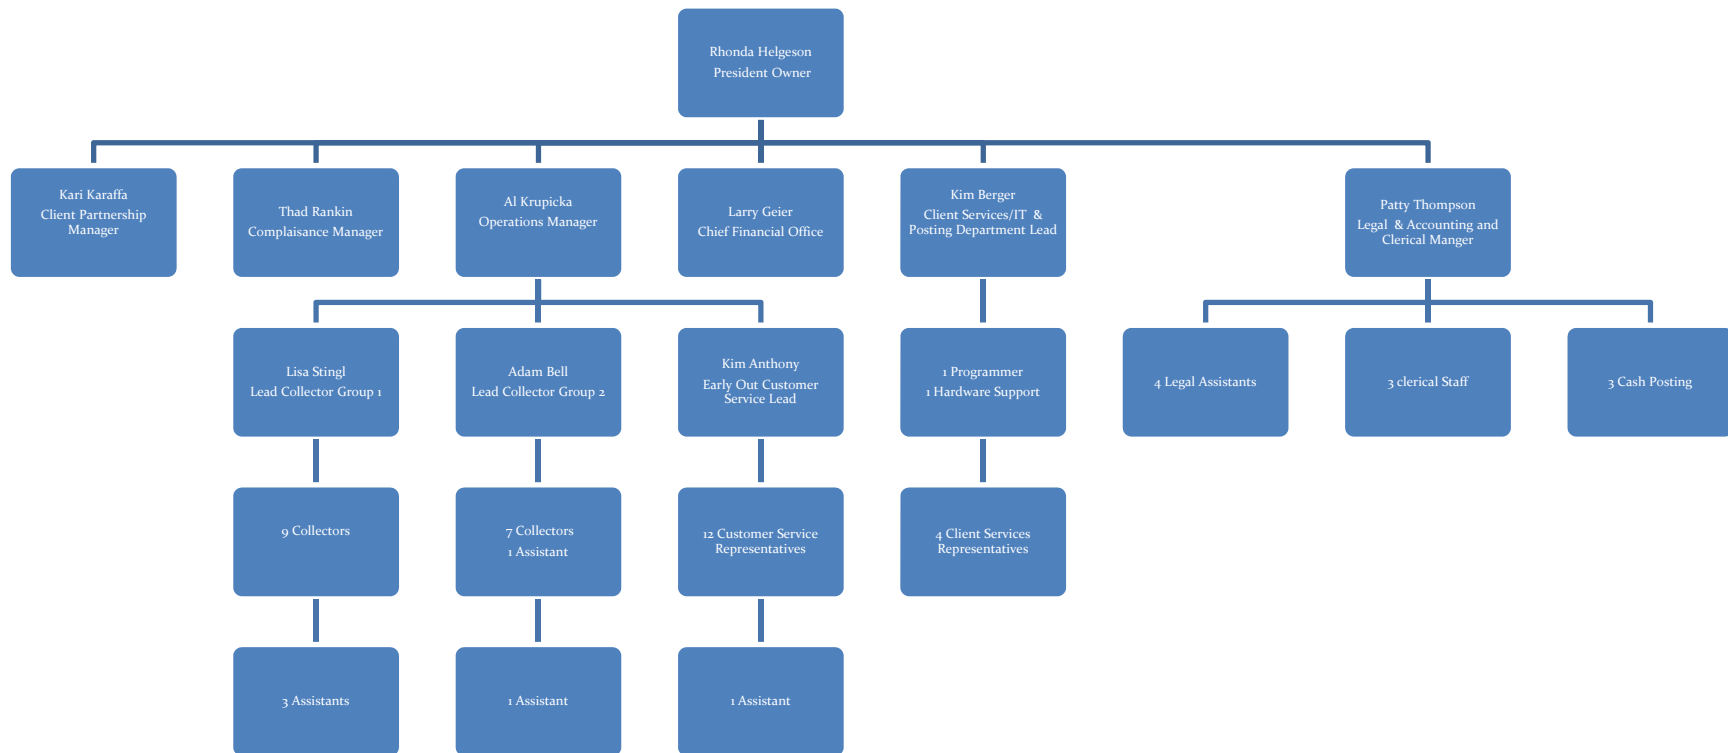 Rhonda Helgeson
President Owner
Kari Karaffa
Client Partnership
Manager
Thad Rankin
Complaisance Manager
Al Krupicka
Operations Manager
Larry Geier
Chief Financial Office
Kim Berger
Client Services/IT &
Posting Department Lead
Patty Thompson
Legal & Accounting and
Clerical Manger
Lisa Stingl
Lead Collector Group 1
Adam Bell
Lead Collector Group 2
Kim Anthony
Early Out Customer
Service Lead
1 Programmer
1 Hardware Support
4 Legal Assistants
3 clerical Staff
3 Cash Posting
9 Collectors
7 Collectors
1 Assistant
12 Customer Service
Representatives
4 Client Services
Representatives
3 Assistants
1 Assistant
1 Assistant